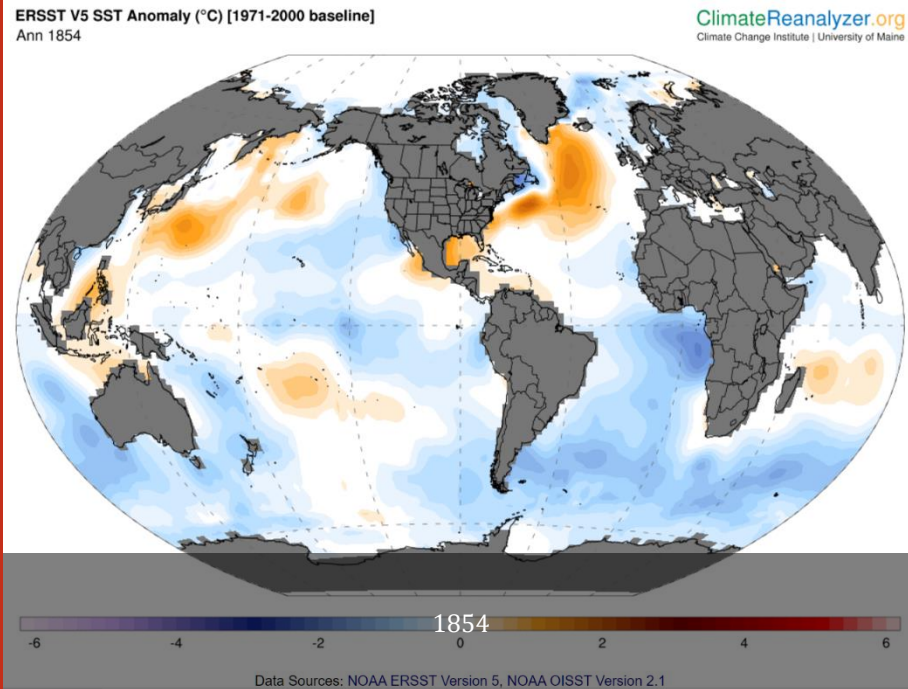 ERSST V5 SST Anomaly (°C) [1971-2000 baseline]
Ann 1854
ClimateReanalyzer.org
Climate Change Institute | University of Maine
1854
-6 -4 -2 0 2 4 6
Data Sources: NOAA ERSST Version 5, NOAA OISST Version 2.1